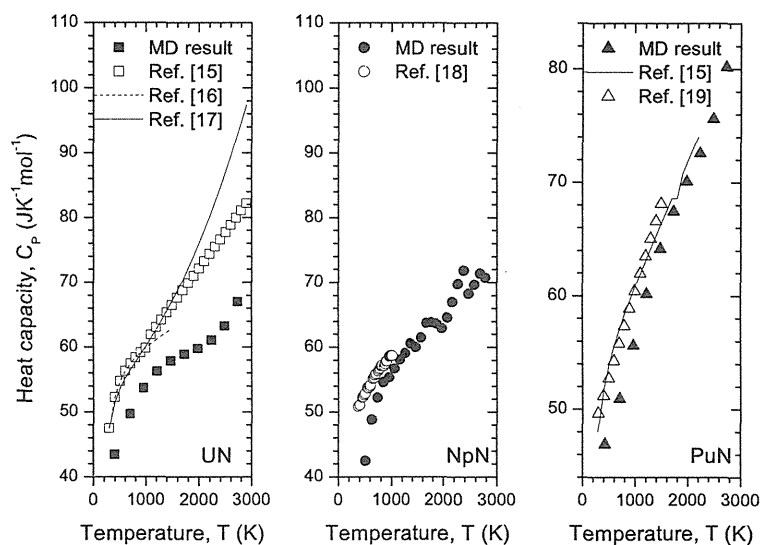 Heat capacity, C_P (JK⁻¹mol⁻¹)
110
100
90
80
70
60
50
40
MD result
Ref. [15]
Ref. [16]
Ref. [17]
UN
0 1000 2000 3000
Temperature, T (K)
110
100
90
80
70
60
50
40
MD result
Ref. [18]
NpN
0 1000 2000 3000
Temperature, T (K)
80
70
60
50
MD result
Ref. [15]
Ref. [19]
PuN
0 1000 2000 3000
Temperature, T (K)